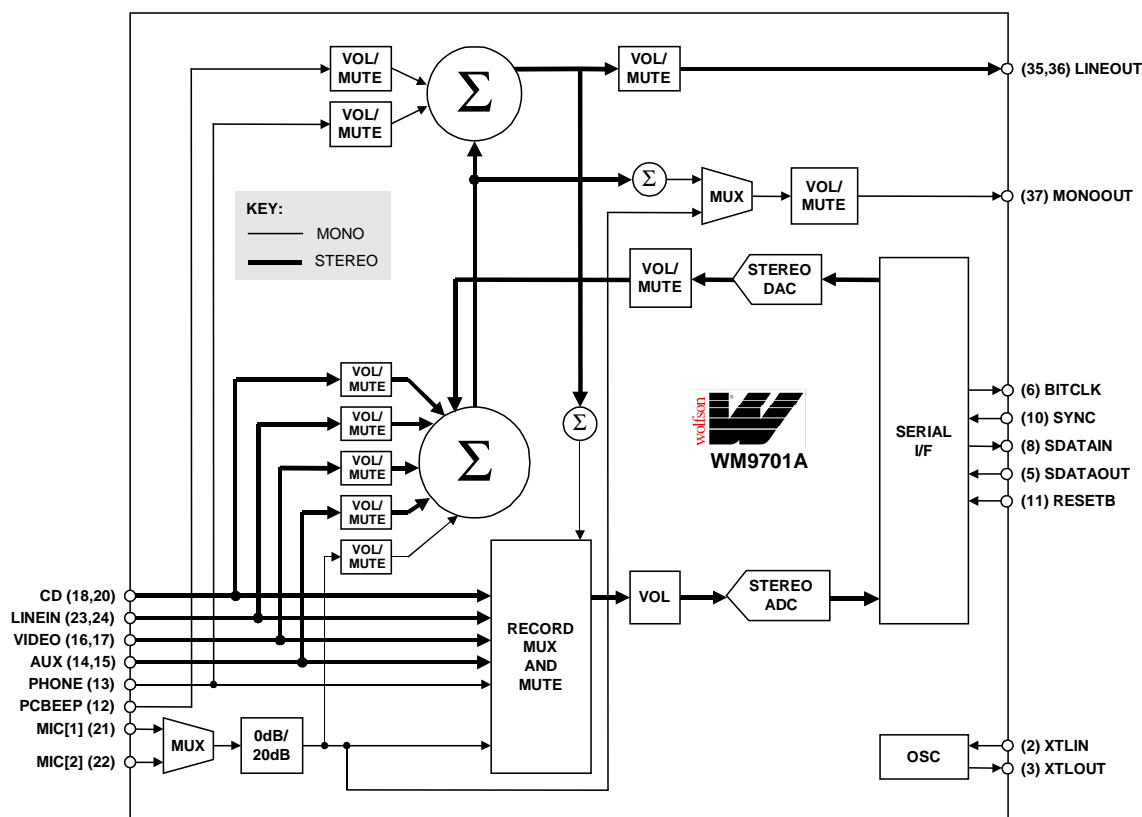 VOL/
MUTE
VOL/
MUTE
Σ
VOL/
MUTE
(35,36) LINEOUT
Σ
MUX
VOL/
MUTE
(37) MONOOUT
KEY:
MONO
STEREO
VOL/
MUTE
STEREO
DAC
VOL/
MUTE
VOL/
MUTE
VOL/
MUTE
VOL/
MUTE
VOL/
MUTE
Σ
Σ
wolfson
®
WM9701A
SERIAL
I/F
(6) BITCLK
(10) SYNC
(8) SDATAIN
(5) SDATAOUT
(11) RESETB
CD (18,20)
LINEIN (23,24)
VIDEO (16,17)
AUX (14,15)
PHONE (13)
PCBEEP (12)
MIC[1] (21)
MIC[2] (22)
MUX
0dB/
20dB
RECORD
MUX
AND
MUTE
VOL
STEREO
ADC
OSC
(2) XTLIN
(3) XTLOUT